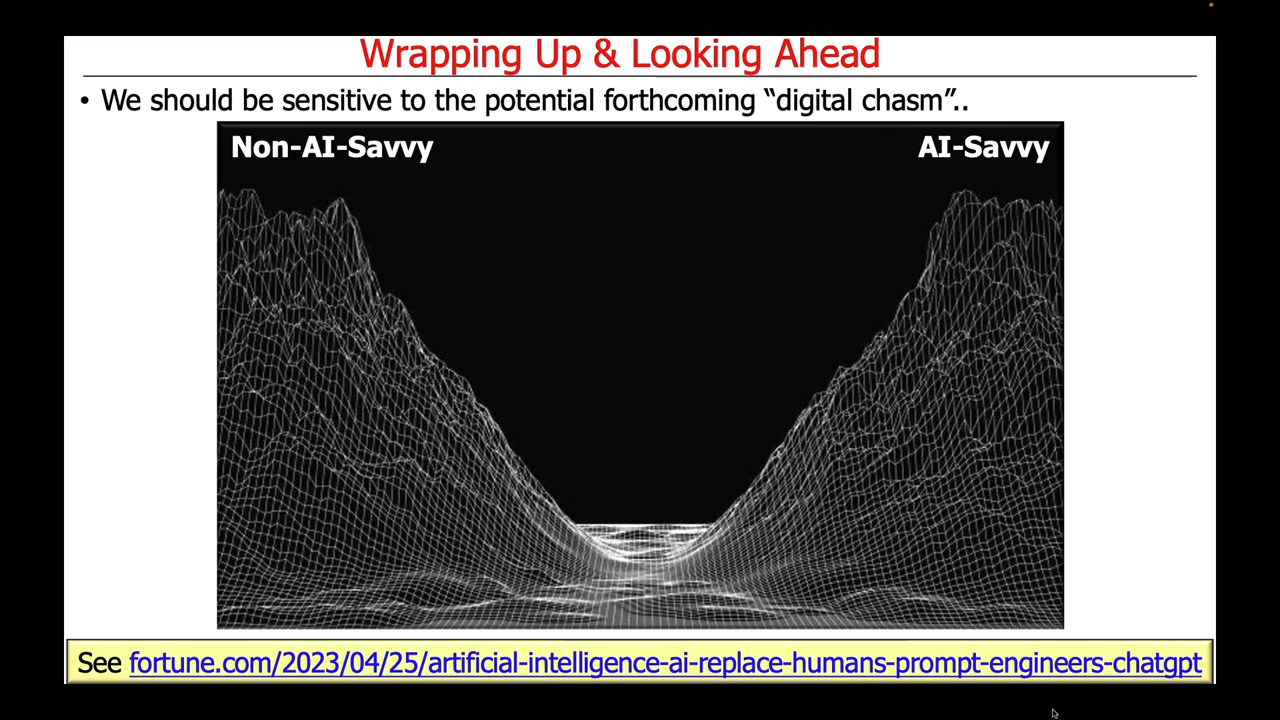 Wrapping Up & Looking Ahead
• We should be sensitive to the potential forthcoming “digital chasm”..
Non-AI-Savvy
AI-Savvy
See fortune.com/2023/04/25/artificial-intelligence-ai-replace-humans-prompt-engineers-chatgpt